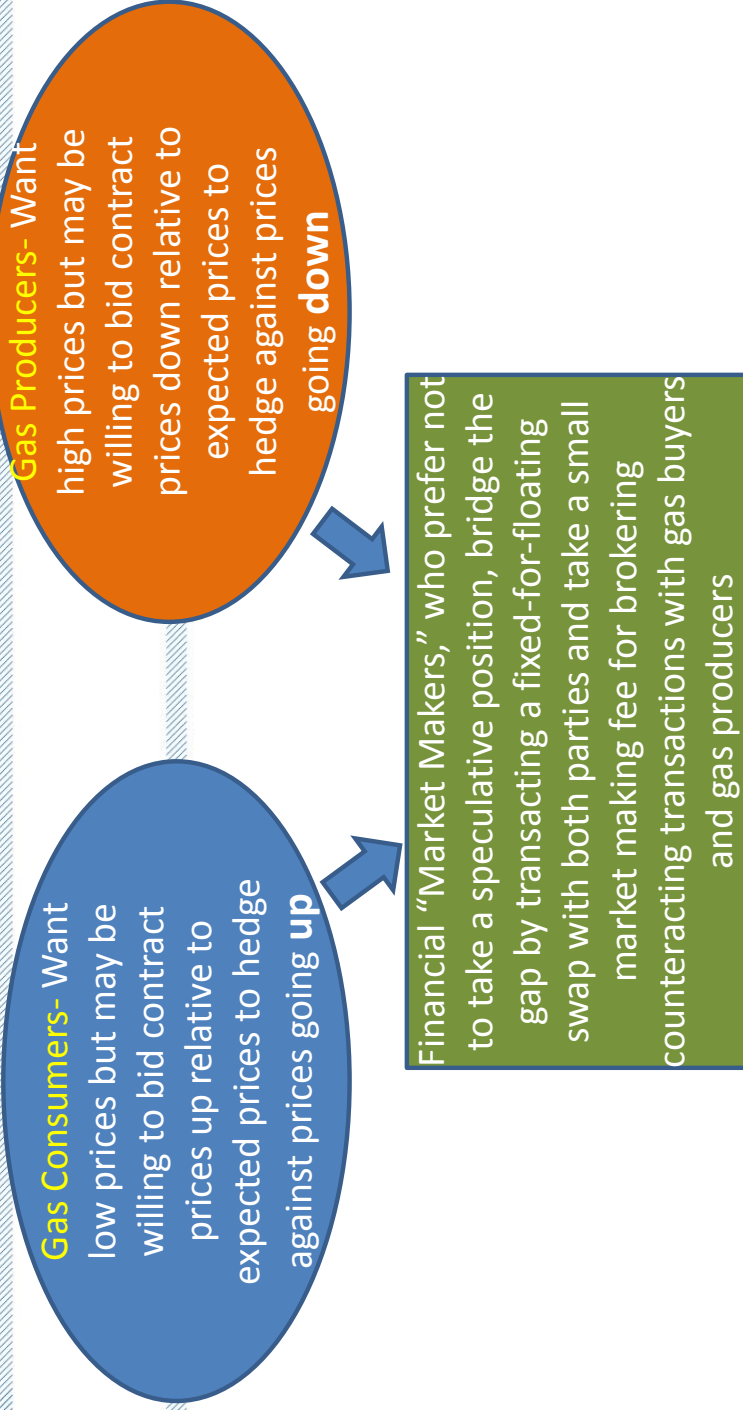 Gas Consumers- Want
low prices but may be
willing to bid contract
prices up relative to
expected prices to hedge
against prices going up
Gas Producers- Want
high prices but may be
willing to bid contract
prices down relative to
expected prices to
hedge against prices
going down
Financial “Market Makers,” who prefer not
to take a speculative position, bridge the
gap by transacting a fixed-for-floating
swap with both parties and take a small
market making fee for brokering
counteracting transactions with gas buyers
and gas producers